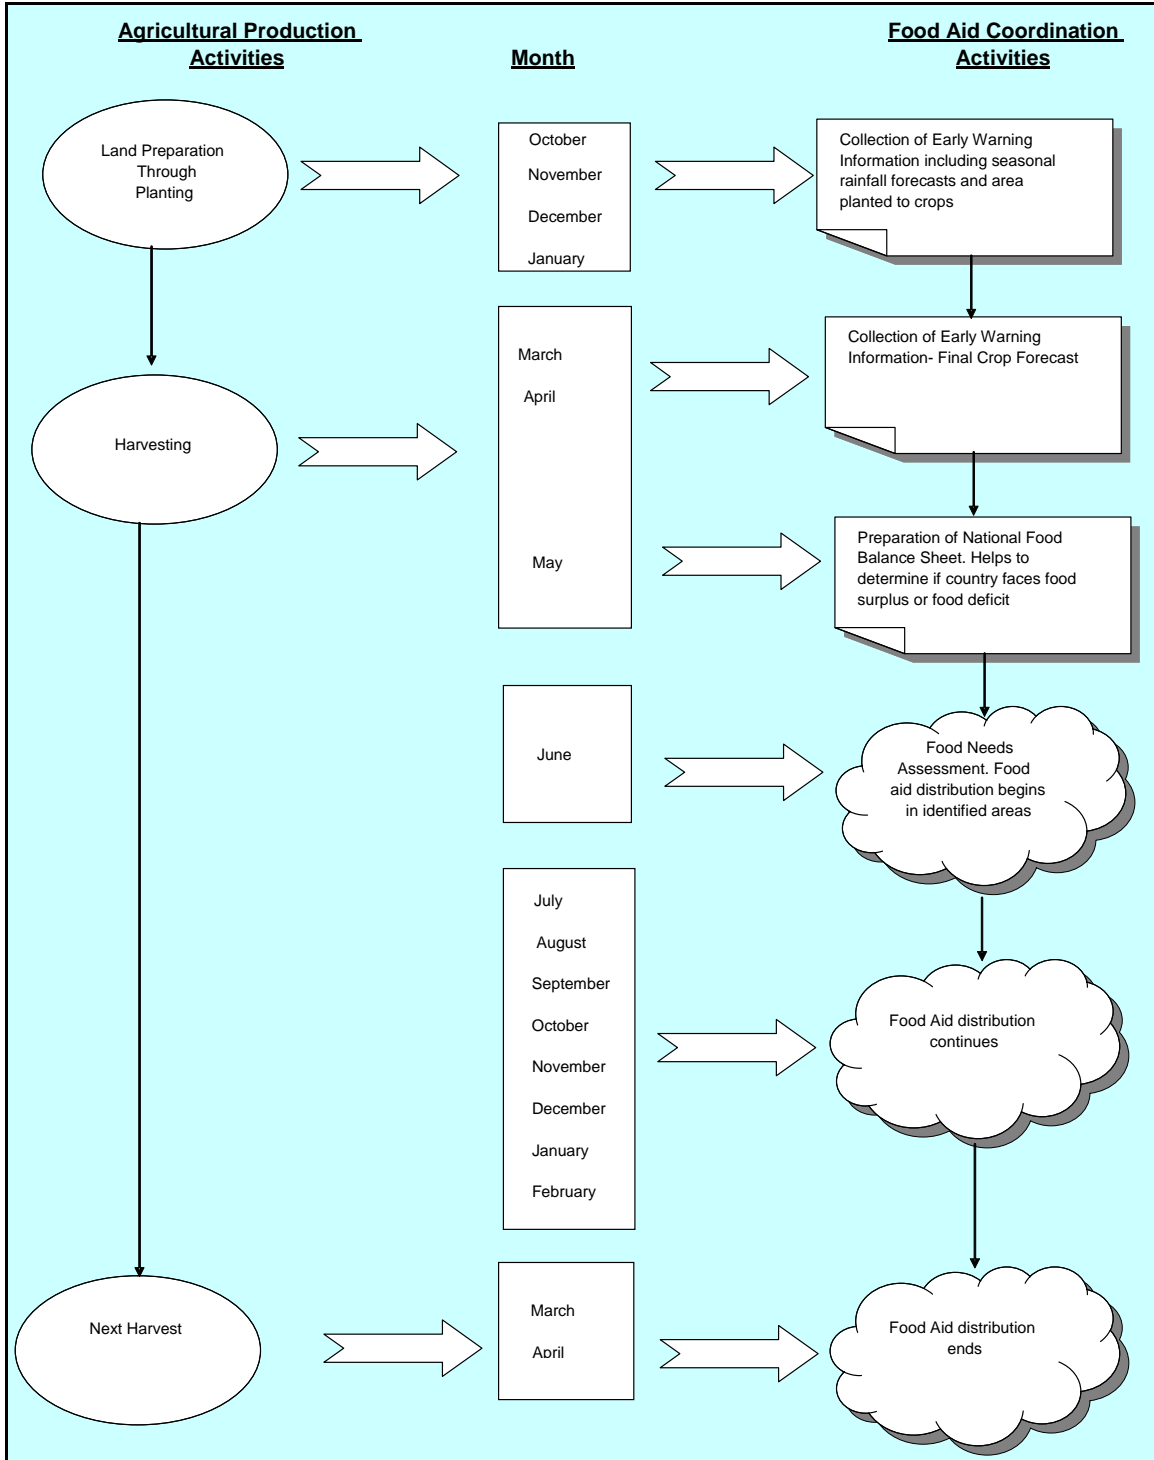 Agricultural Production
Activities
Month
Food Aid Coordination
Activities
Land Preparation
Through
Planting
October
November
December
January
Collection of Early Warning
Information including seasonal
rainfall forecasts and area
planted to crops
Harvesting
March
April
May
Collection of Early Warning
Information- Final Crop Forecast
Preparation of National Food
Balance Sheet. Helps to
determine if country faces food
surplus or food deficit
June
Food Needs
Assessment. Food
aid distribution begins
in identified areas
July
August
September
October
November
December
January
February
Food Aid distribution
continues
Next Harvest
March
April
Food Aid distribution
ends